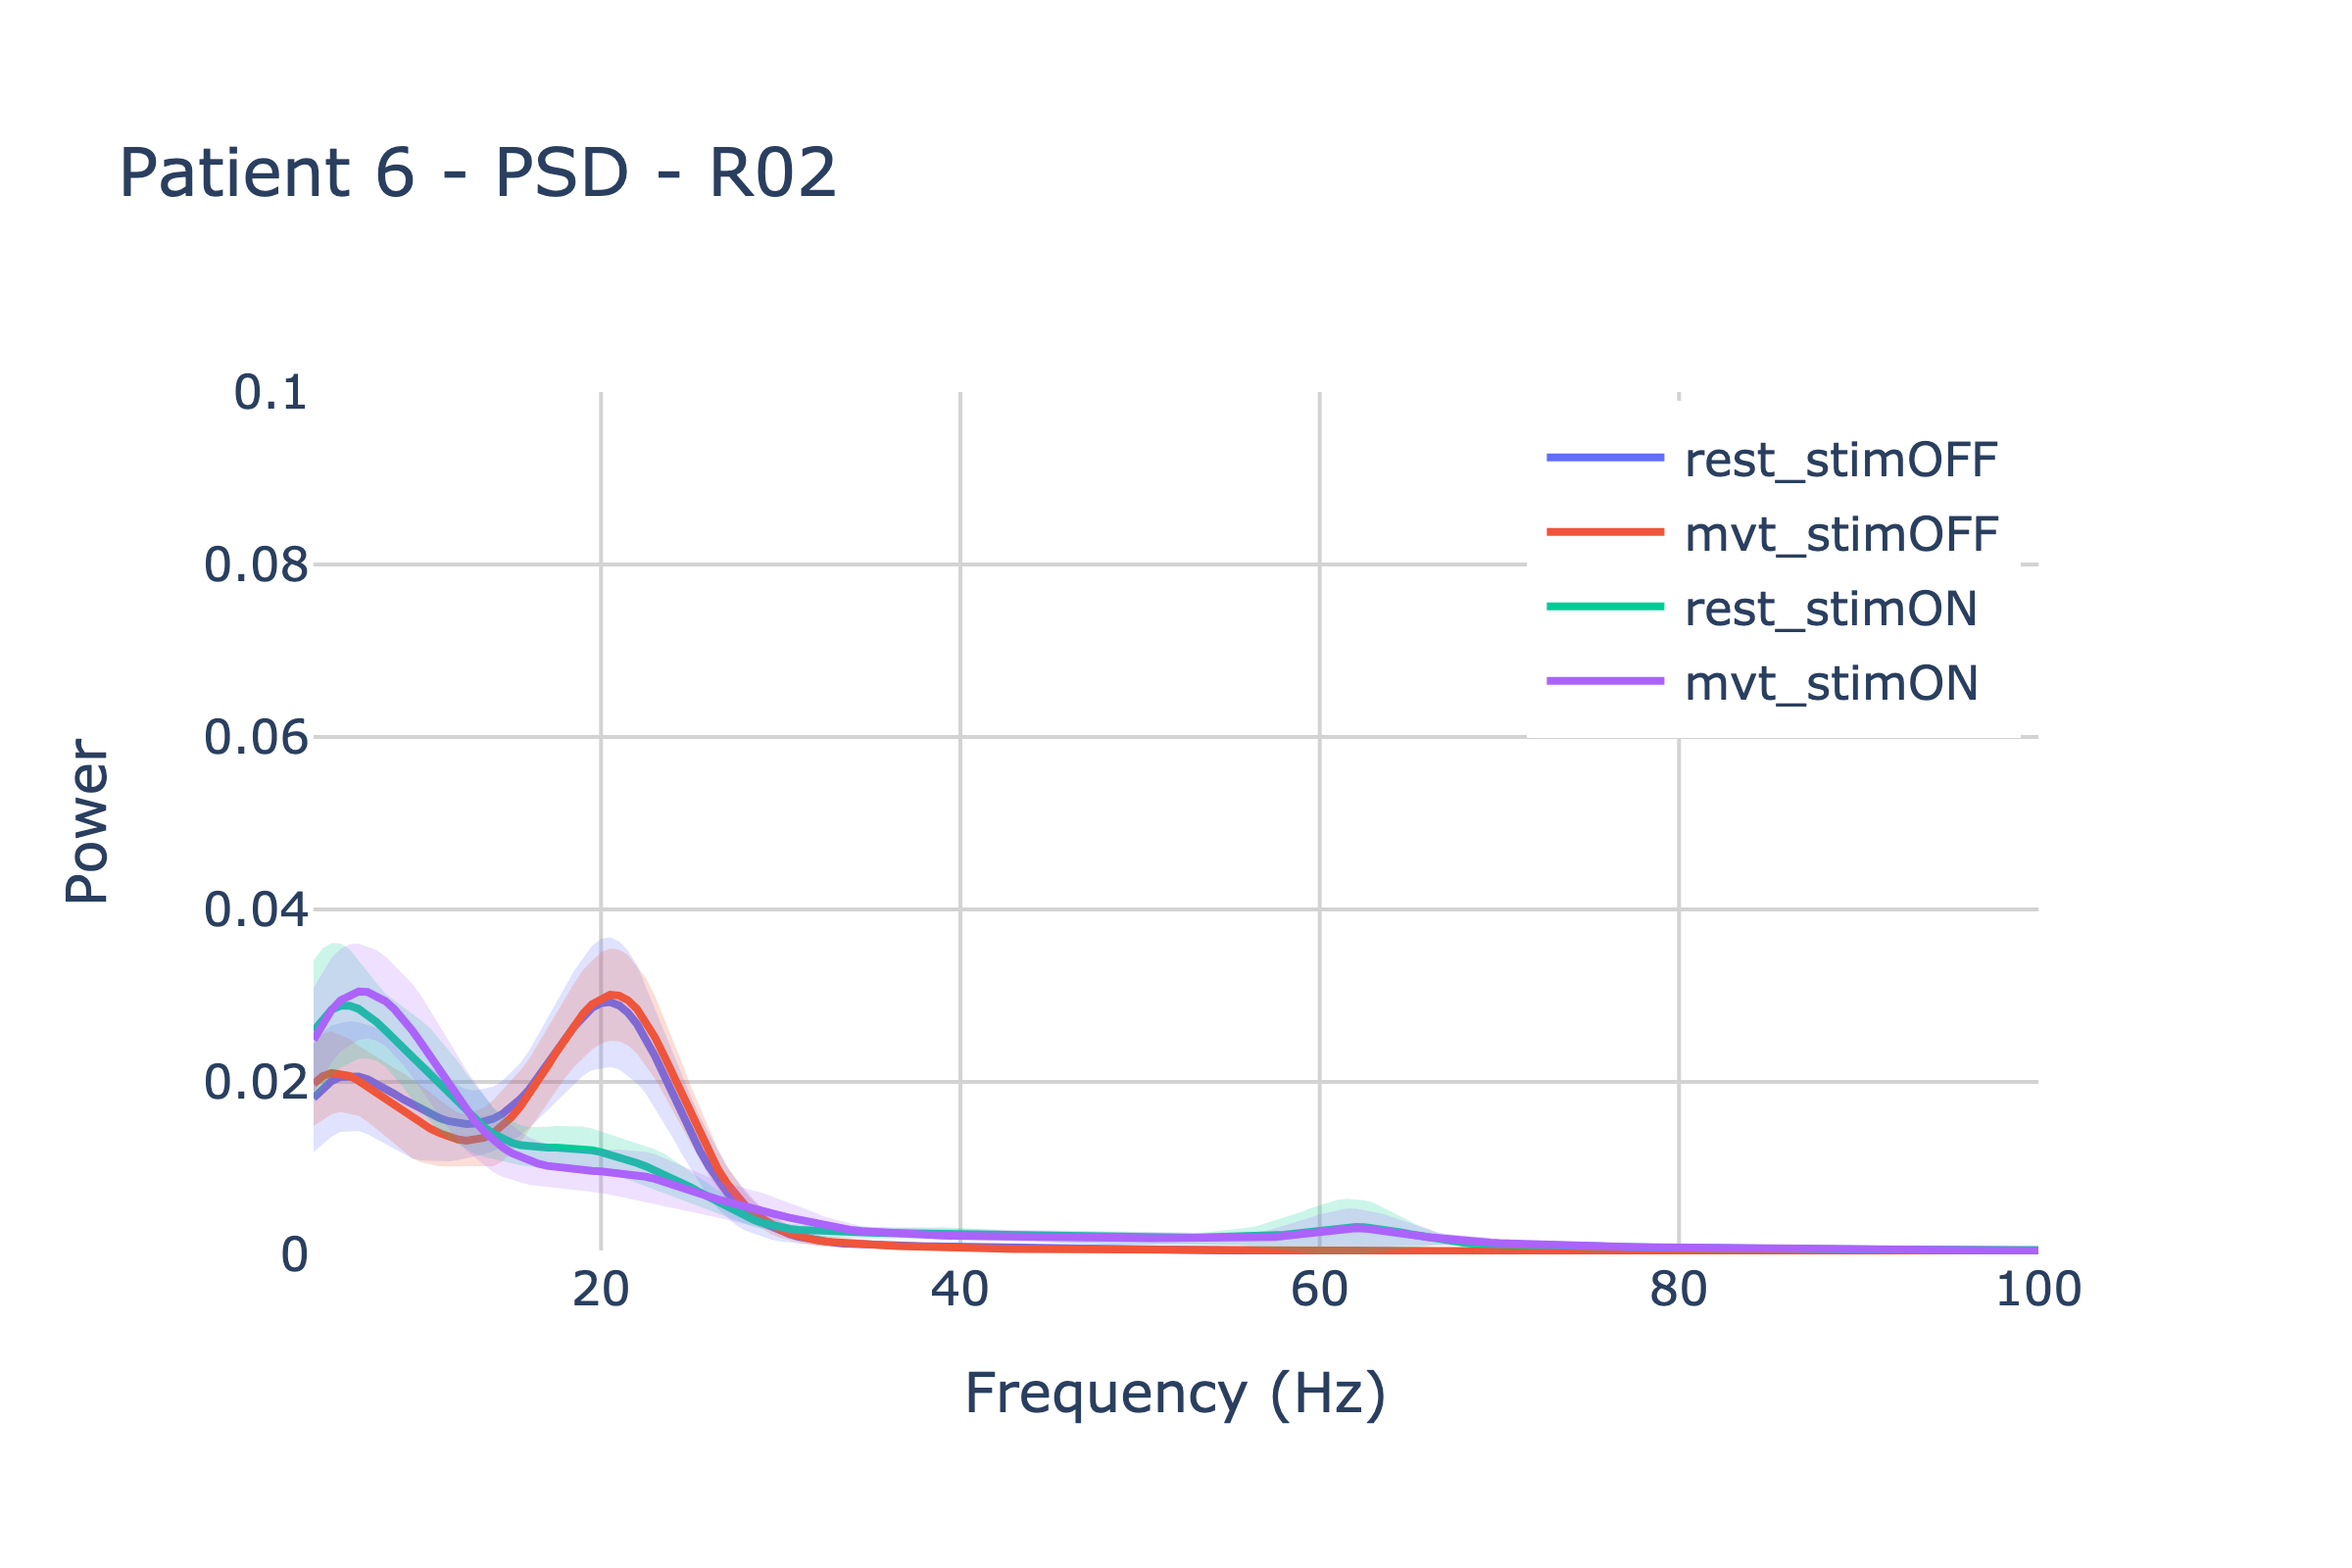 Patient 6 - PSD - R02
0.1
0.08
0.06
0.04
0.02
0
Power
rest_stimOFF
mvt_stimOFF
rest_stimON
mvt_stimON
20 40 60 80 100
Frequency (Hz)